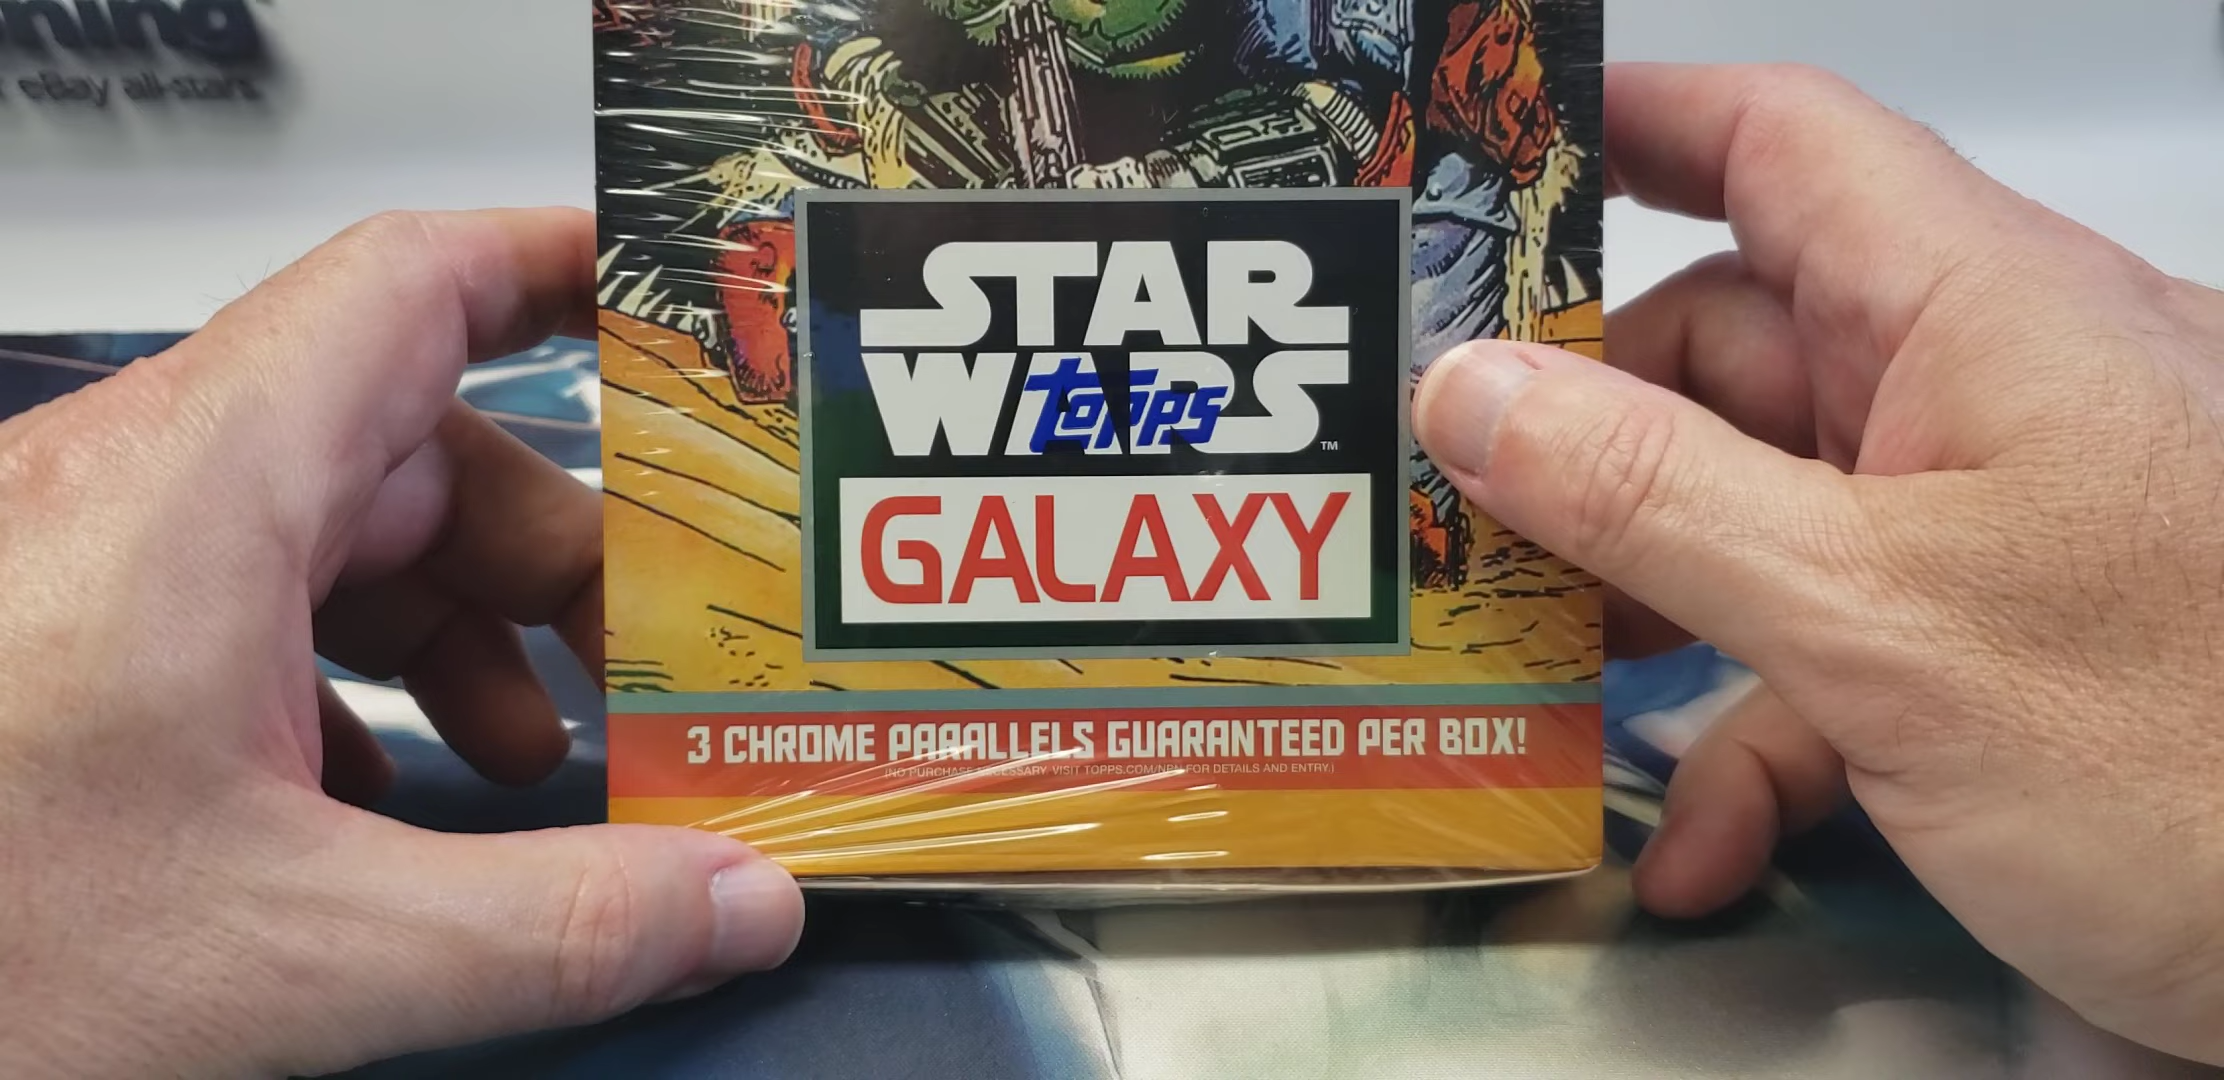 eBay all-stars
STAR
WARS
topps
TM
GALAXY
3 CHROME PARALLELS GUARANTEED PER BOX!
(NO PURCHASE NECESSARY. VISIT TOPPS.COM/NPN FOR DETAILS AND ENTRY.)